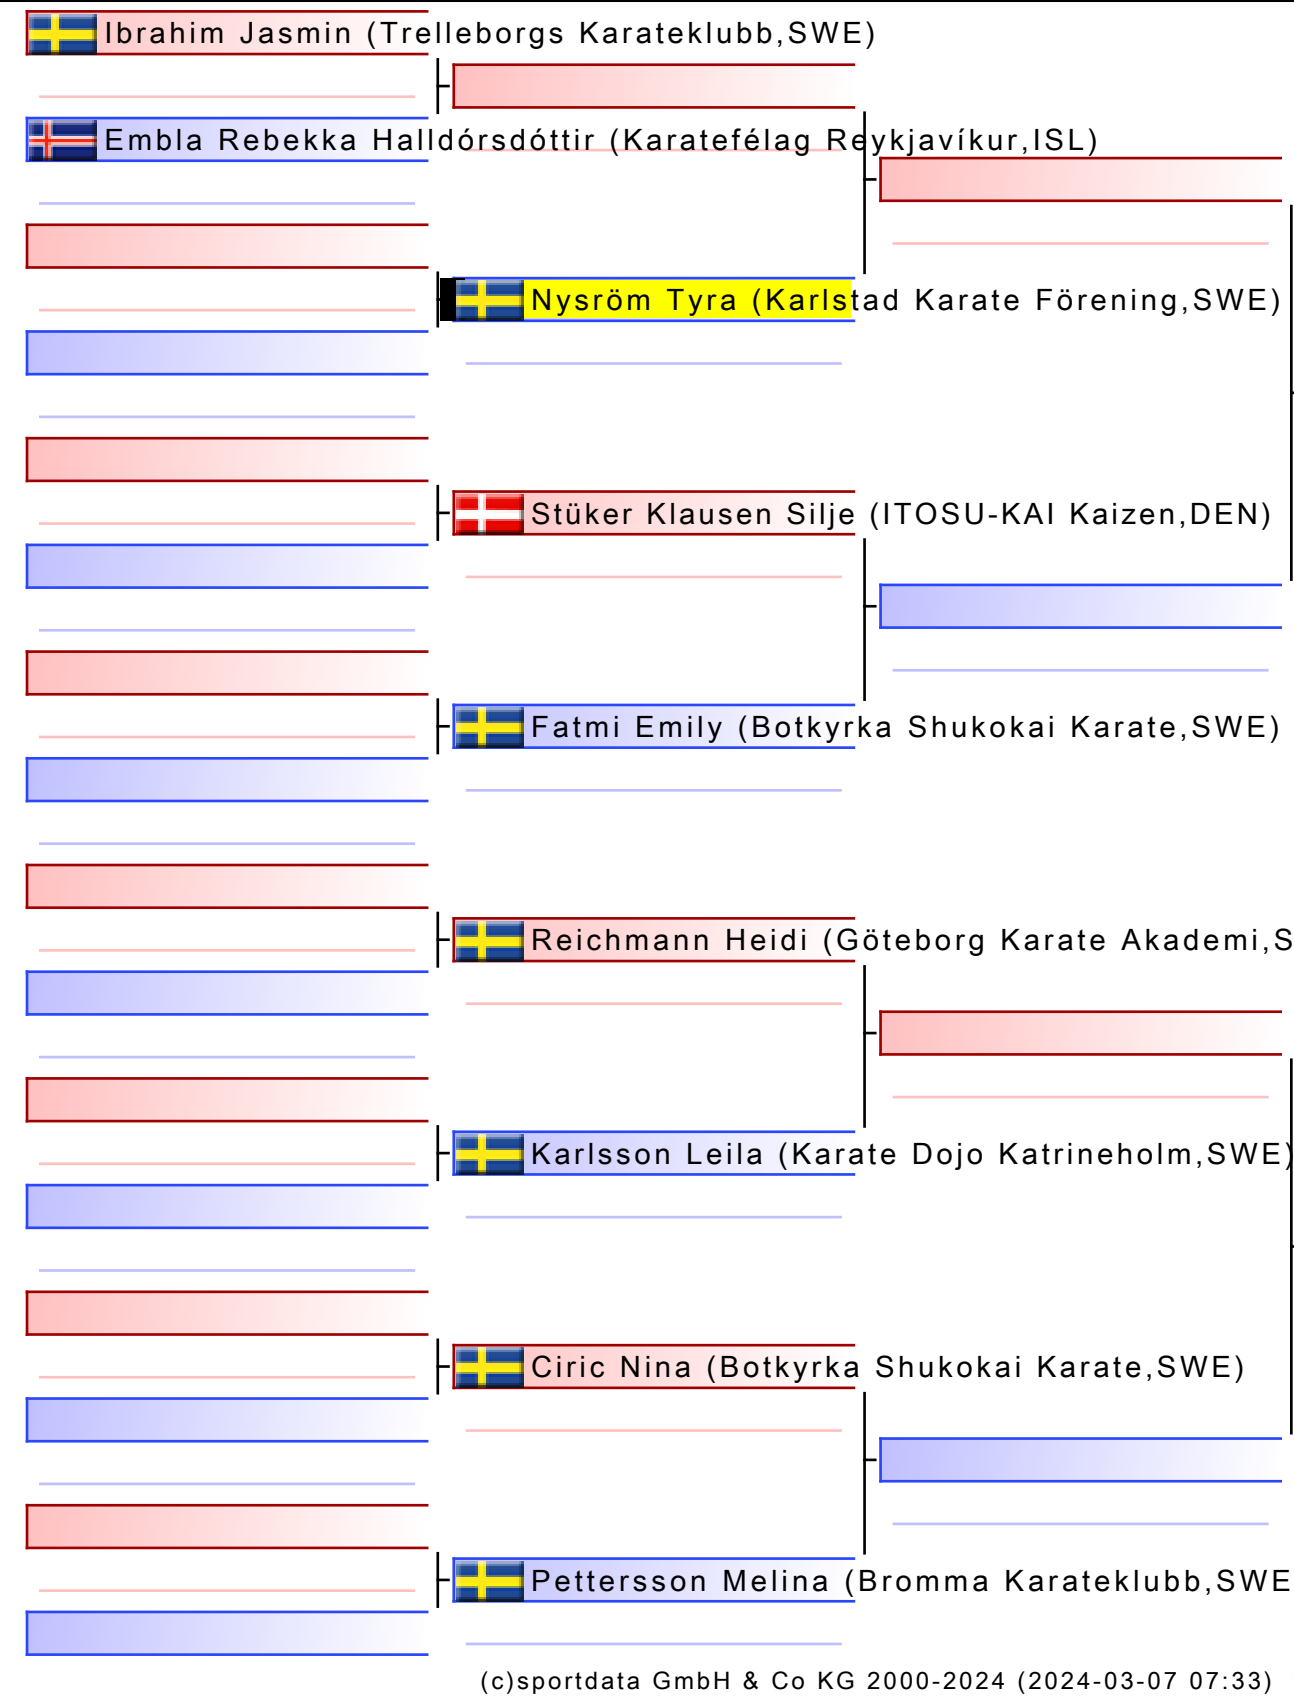 Ibrahim Jasmin (Trelleborgs Karateklubb,SWE)
Embla Rebekka Halldórsdóttir (Karatefélag Reykjavíkur,ISL)
Nysröm Tyra (Karlstad Karate Förening,SWE)
Stüker Klausen Silje (ITOSU-KAI Kaizen,DEN)
Fatmi Emily (Botkyrka Shukokai Karate,SWE)
Reichmann Heidi (Göteborg Karate Akademi,S
Karlsson Leila (Karate Dojo Katrineholm,SWE)
Ciric Nina (Botkyrka Shukokai Karate,SWE)
Pettersson Melina (Bromma Karateklubb,SWE
(c)sportdata GmbH & Co KG 2000-2024 (2024-03-07 07:33)